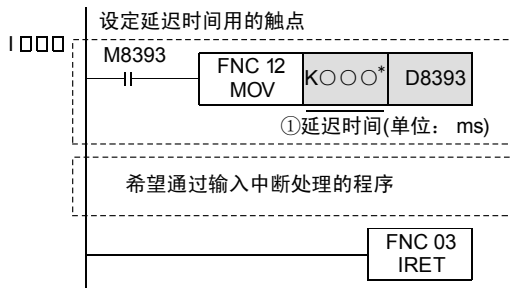 设定延迟时间用的触点
I□□□
M8393
FNC 12
MOV
K○○○*
D8393
①延迟时间(单位： ms)
希望通过输入中断处理的程序
FNC 03
IRET